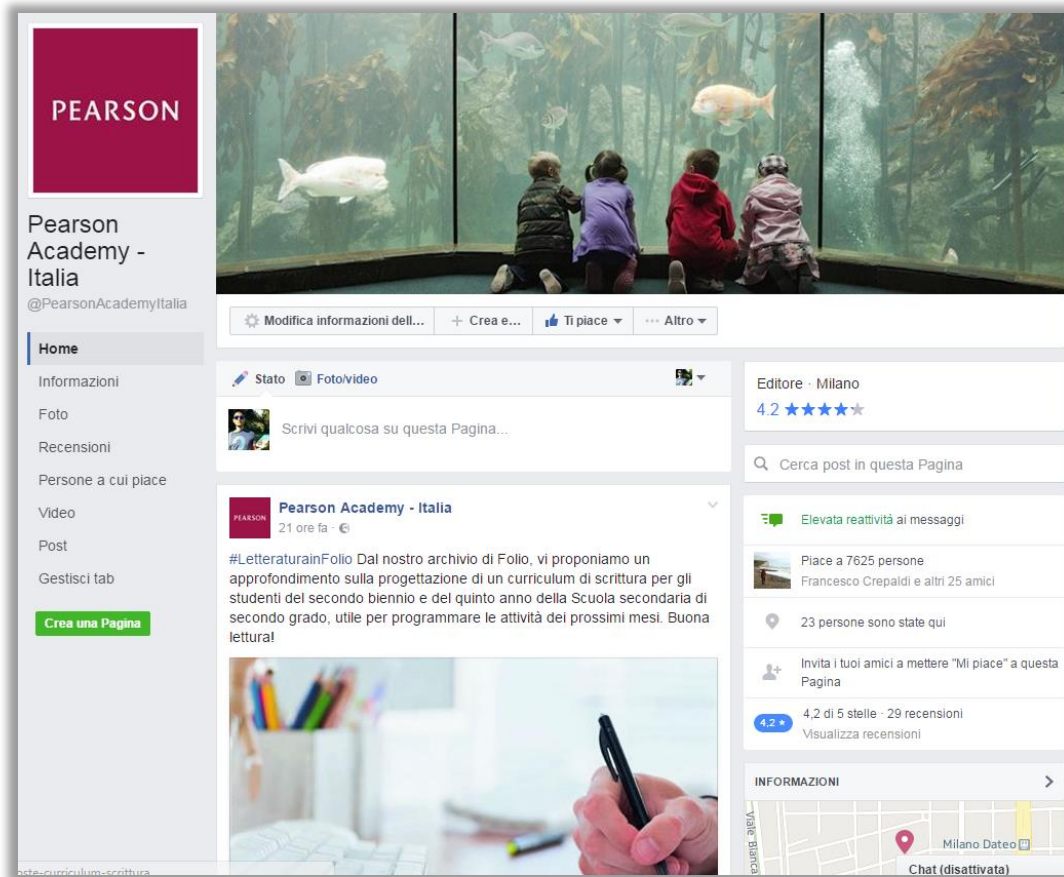 PEARSON
Pearson
Academy -
Italia
@PearsonAcademyItalia
Home
Informazioni
Foto
Recensioni
Persone a cui piace
Video
Post
Gestisci tab
Crea una Pagina
Modifica informazioni dell...
+ Crea e...
Ti piace
... Altro
Stato
Foto/video
Scrivi qualcosa su questa Pagina...
PEARSON
Pearson Academy - Italia
21 ore fa ·
#LetteraturainFolio Dal nostro archivio di Folio, vi proponiamo un
approfondimento sulla progettazione di un curriculum di scrittura per gli
studenti del secondo biennio e del quinto anno della Scuola secondaria di
secondo grado, utile per programmare le attività dei prossimi mesi. Buona
lettura!
Editore · Milano
4.2 ★★★★★
Cerca post in questa Pagina
Elevata reattività ai messaggi
Piace a 7625 persone
Francesco Crepaldi e altri 25 amici
23 persone sono state qui
Invita i tuoi amici a mettere "Mi piace" a questa
Pagina
4,2 ★
4,2 di 5 stelle · 29 recensioni
Visualizza recensioni
INFORMAZIONI
Viale Bianca
Milano Dateo
Chat (disattivata)
oste-curriculum-scrittura